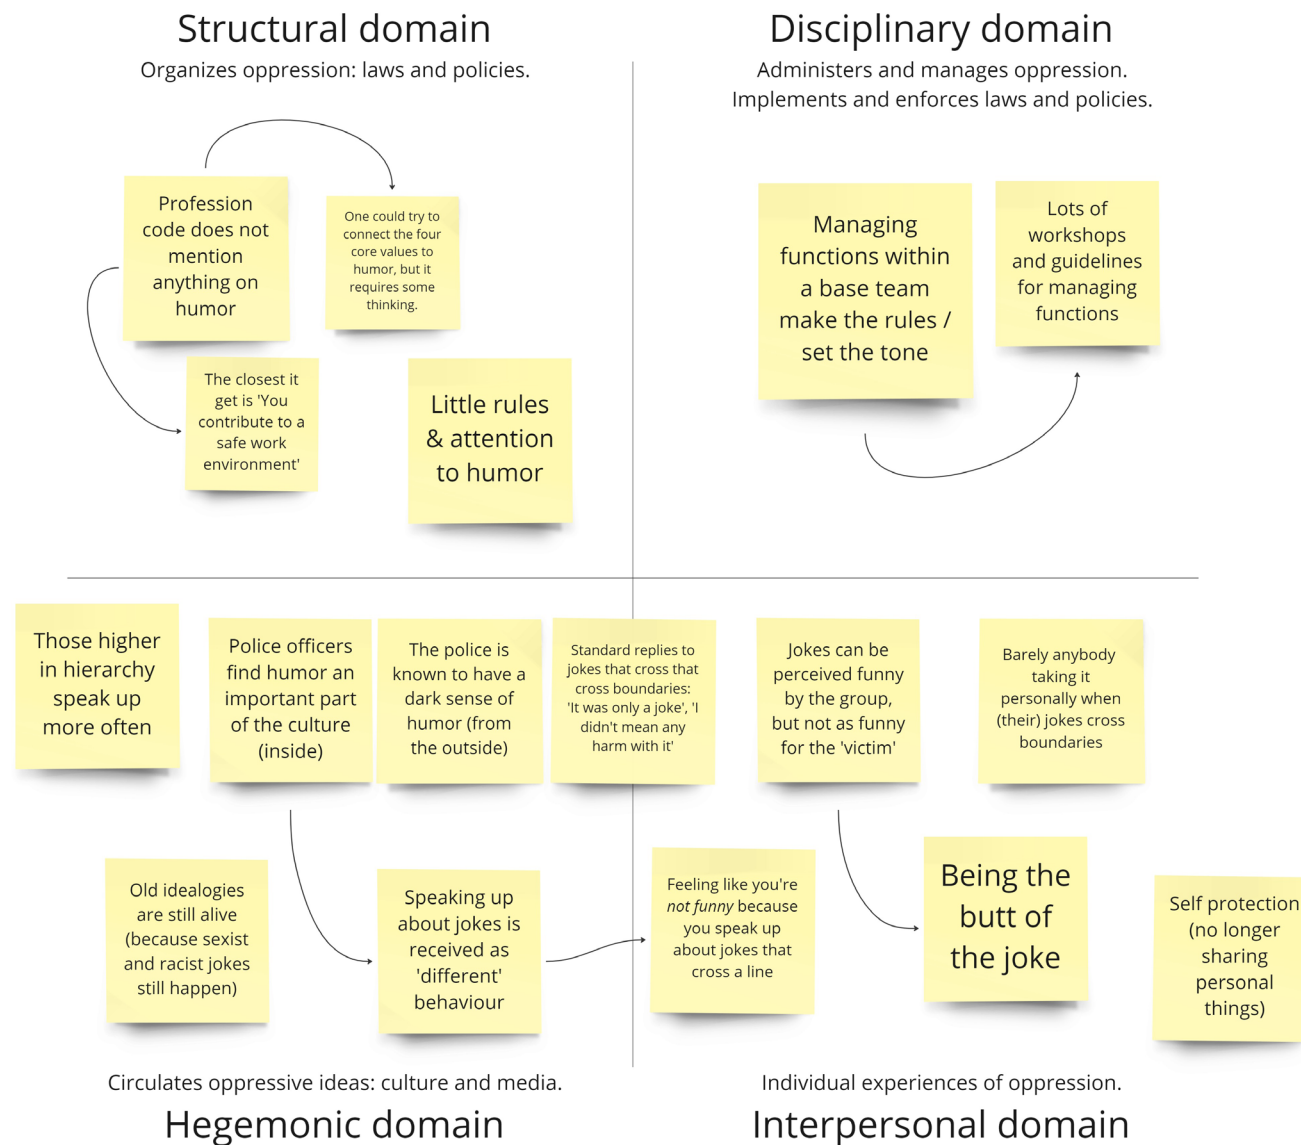 Structural domain
Organizes oppression: laws and policies.
Disciplinary domain
Administers and manages oppression.
Implements and enforces laws and policies.
Profession
code does not
mention
anything on
humor
One could try to
connect the four
core values to
humor, but it
requires some
thinking.
The closest it
get is 'You
contribute to a
safe work
environment'
Little rules
& attention
to humor
Managing
functions within
a base team
make the rules /
set the tone
Lots of
workshops
and guidelines
for managing
functions
Those higher
in hierarchy
speak up
more often
Police officers
find humor an
important part
of the culture
(inside)
The police is
known to have a
dark sense of
humor (from
the outside)
Standard replies to
jokes that cross that
cross boundaries:
'It was only a joke', 'I
didn't mean any
harm with it'
Jokes can be
perceived funny
by the group,
but not as funny
for the 'victim'
Barely anybody
taking it
personally when
(their) jokes cross
boundaries
Old idealogies
are still alive
(because sexist
and racist jokes
still happen)
Speaking up
about jokes is
received as
'different'
behaviour
Feeling like you're
not funny because
you speak up
about jokes that
cross a line
Being the
butt of
the joke
Self protection
(no longer
sharing
personal
things)
Circulates oppressive ideas: culture and media.
Hegemonic domain
Individual experiences of oppression.
Interpersonal domain